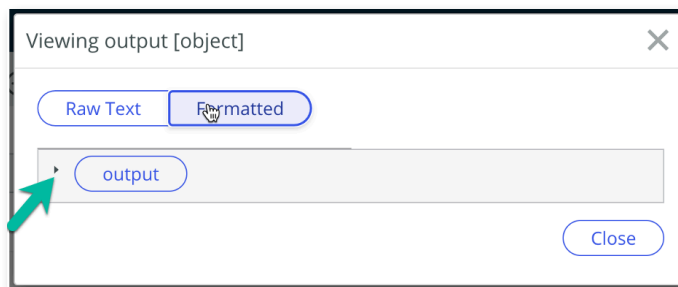 Viewing output [object]
Raw Text
Formatted
output
Close